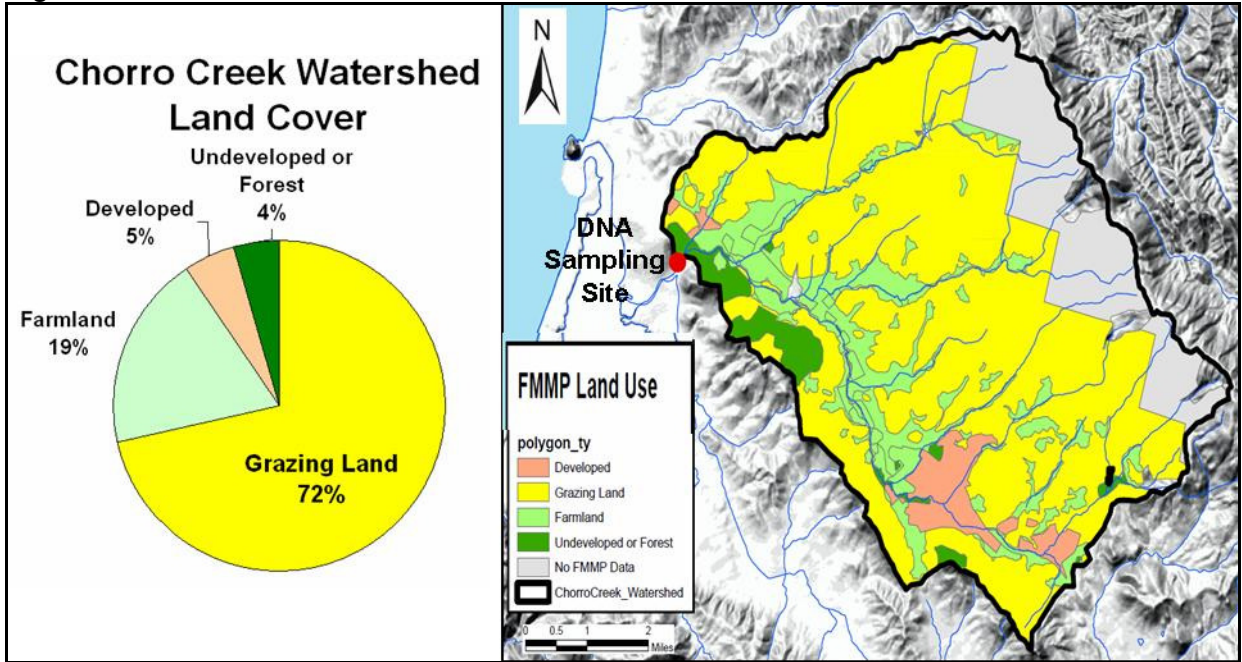 Chorro Creek Watershed
Land Cover
Undeveloped or
Forest
4%
Developed
5%
Farmland
19%
Grazing Land
72%
N
DNA
Sampling
Site
FMMP Land Use
polygon_ty
Developed
Grazing Land
Farmland
Undeveloped or Forest
No FMMP Data
ChorroCreek_Watershed
0 0.5 1 2
Miles